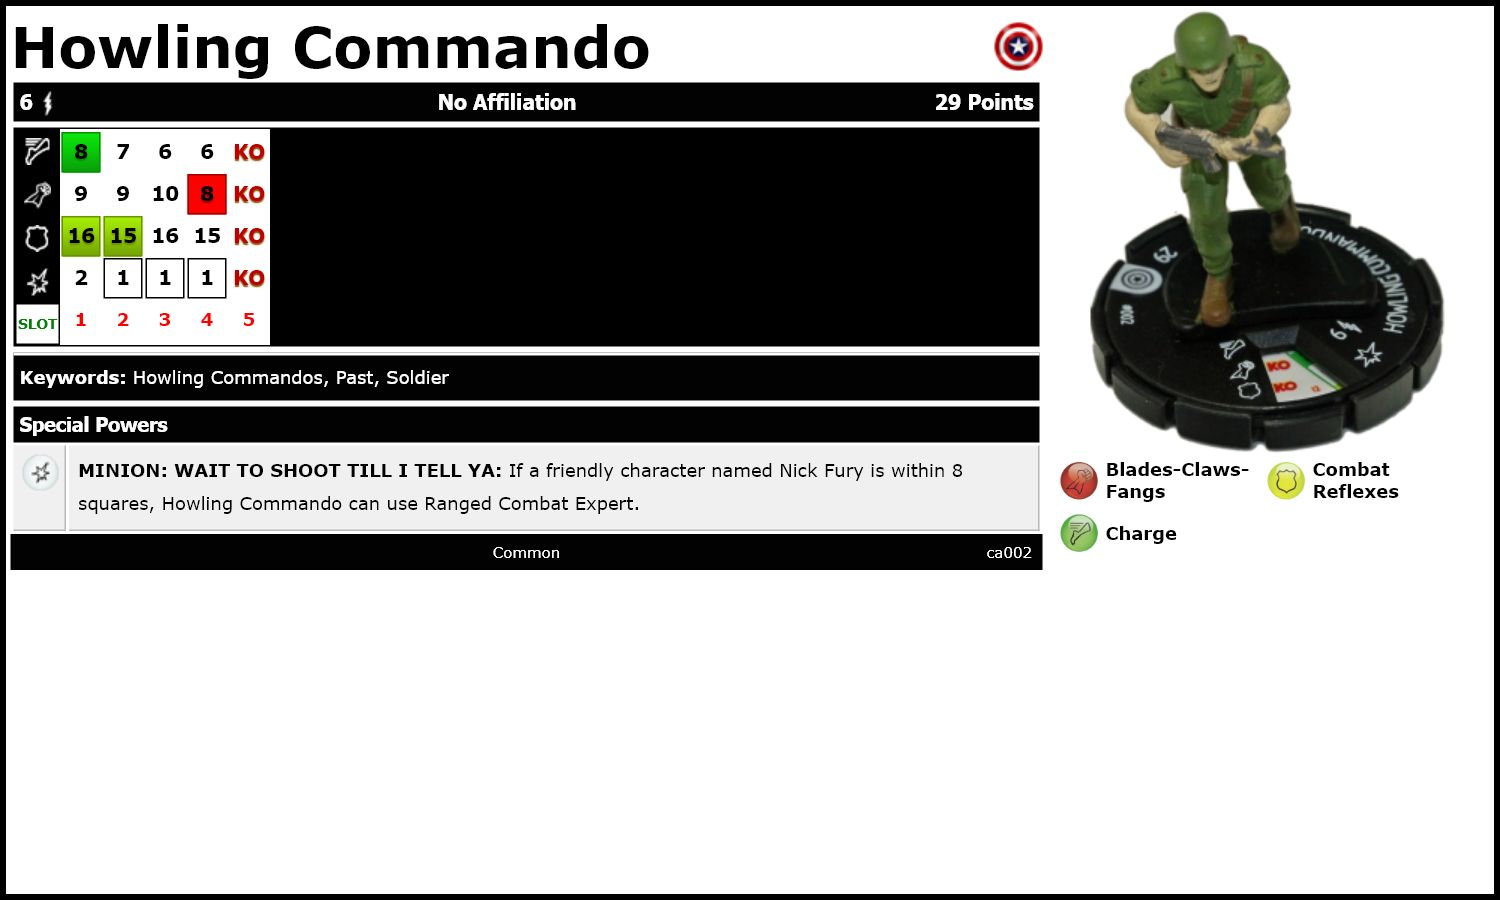 Howling Commando
6 No Affiliation 29 Points
8 7 6 6 KO
9 9 10 8 KO
16 15 16 15 KO
2 1 1 1 KO
SLOT 1 2 3 4 5
Keywords: Howling Commandos, Past, Soldier
Special Powers
MINION: WAIT TO SHOOT TILL I TELL YA: If a friendly character named Nick Fury is within 8
squares, Howling Commando can use Ranged Combat Expert.
Common ca002
HOWLING COMMANDO
29
#002
6
KO
KO
12
Blades-Claws-
Fangs
Combat
Reflexes
Charge